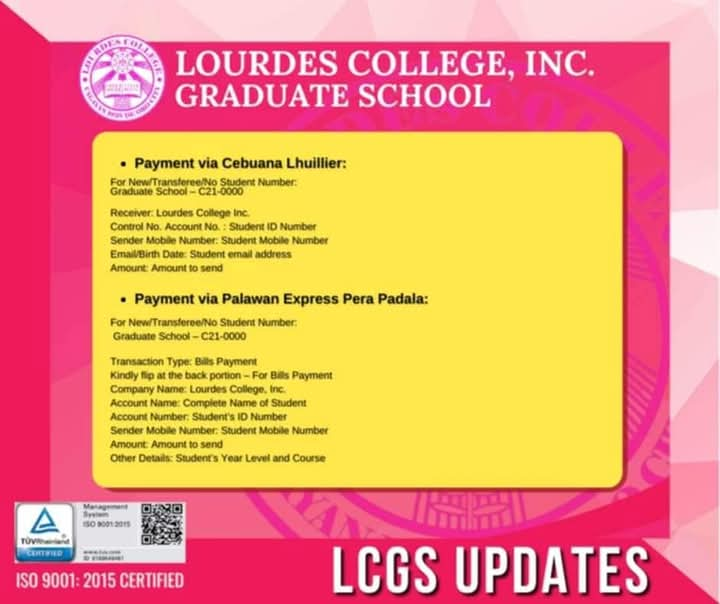 LOURDES COLLEGE
LOURDES COLLEGE, INC.
GRADUATE SCHOOL
• Payment via Cebuana Lhuillier:
For New/Transferee/No Student Number:
Graduate School – C21-0000
Receiver: Lourdes College Inc.
Control No. Account No. : Student ID Number
Sender Mobile Number: Student Mobile Number
Email/Birth Date: Student email address
Amount: Amount to send
• Payment via Palawan Express Pera Padala:
For New/Transferee/No Student Number:
Graduate School – C21-0000
Transaction Type: Bills Payment
Kindly flip at the back portion – For Bills Payment
Company Name: Lourdes College, Inc.
Account Name: Complete Name of Student
Account Number: Student's ID Number
Sender Mobile Number: Student Mobile Number
Amount: Amount to send
Other Details: Student's Year Level and Course
TÜVRheinland
CERTIFIED
Management
System
ISO 9001:2015
www.tuv.com
ISO 9001: 2015 CERTIFIED
LCGS UPDATES